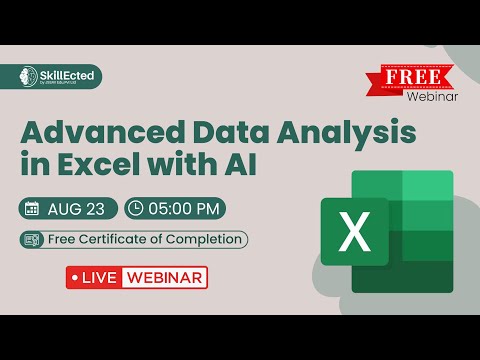 SkillEcted
FREE
Webinar
Advanced Data Analysis
in Excel with AI
AUG 23 05:00 PM
Free Certificate of Completion
LIVE WEBINAR
X